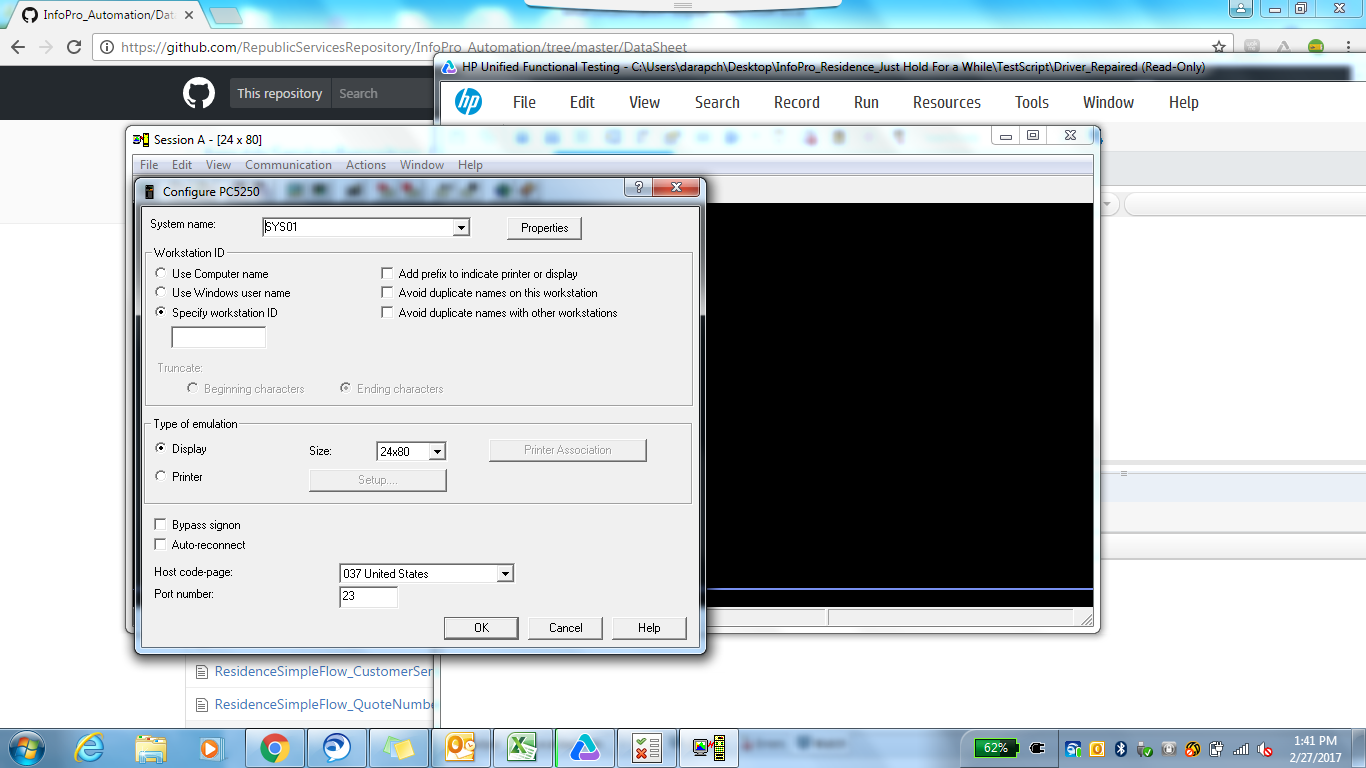 InfoPro_Automation/Dat
https://github.com/RepublicServicesRepository/InfoPro_Automation/tree/master/DataSheet
This repository
Search
HP Unified Functional Testing - C:\Users\darapch\Desktop\InfoPro_Residence_Just Hold For a While\TestScript\Driver_Repaired (Read-Only)
hp
File Edit View Search Record Run Resources Tools Window Help
Session A - [24 x 80]
File Edit View Communication Actions Window Help
Configure PC5250
System name:
SYS01
Properties
Workstation ID
Use Computer name
Add prefix to indicate printer or display
Use Windows user name
Avoid duplicate names on this workstation
Specify workstation ID
Avoid duplicate names with other workstations
Truncate:
Beginning characters
Ending characters
Type of emulation
Display
Size:
24x80
Printer Association
Printer
Setup....
Bypass signon
Auto-reconnect
Host code-page:
037 United States
Port number:
23
OK
Cancel
Help
ResidenceSimpleFlow_CustomerSer
ResidenceSimpleFlow_QuoteNumbe
62%
1:41 PM
2/27/2017